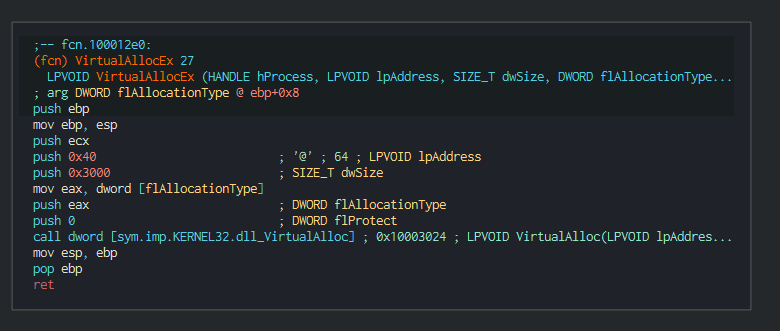 ;-- fcn.100012e0:
(fcn) VirtualAllocEx 27
LPVOID VirtualAllocEx (HANDLE hProcess, LPVOID lpAddress, SIZE_T dwSize, DWORD flAllocationType...
; arg DWORD flAllocationType @ ebp+0x8
push ebp
mov ebp, esp
push ecx
push 0x40 ; '@' ; 64 ; LPVOID lpAddress
push 0x3000 ; SIZE_T dwSize
mov eax, dword [flAllocationType]
push eax ; DWORD flAllocationType
push 0 ; DWORD flProtect
call dword [sym.imp.KERNEL32.dll_VirtualAlloc] ; 0x10003024 ; LPVOID VirtualAlloc(LPVOID lpAddres...
mov esp, ebp
pop ebp
ret